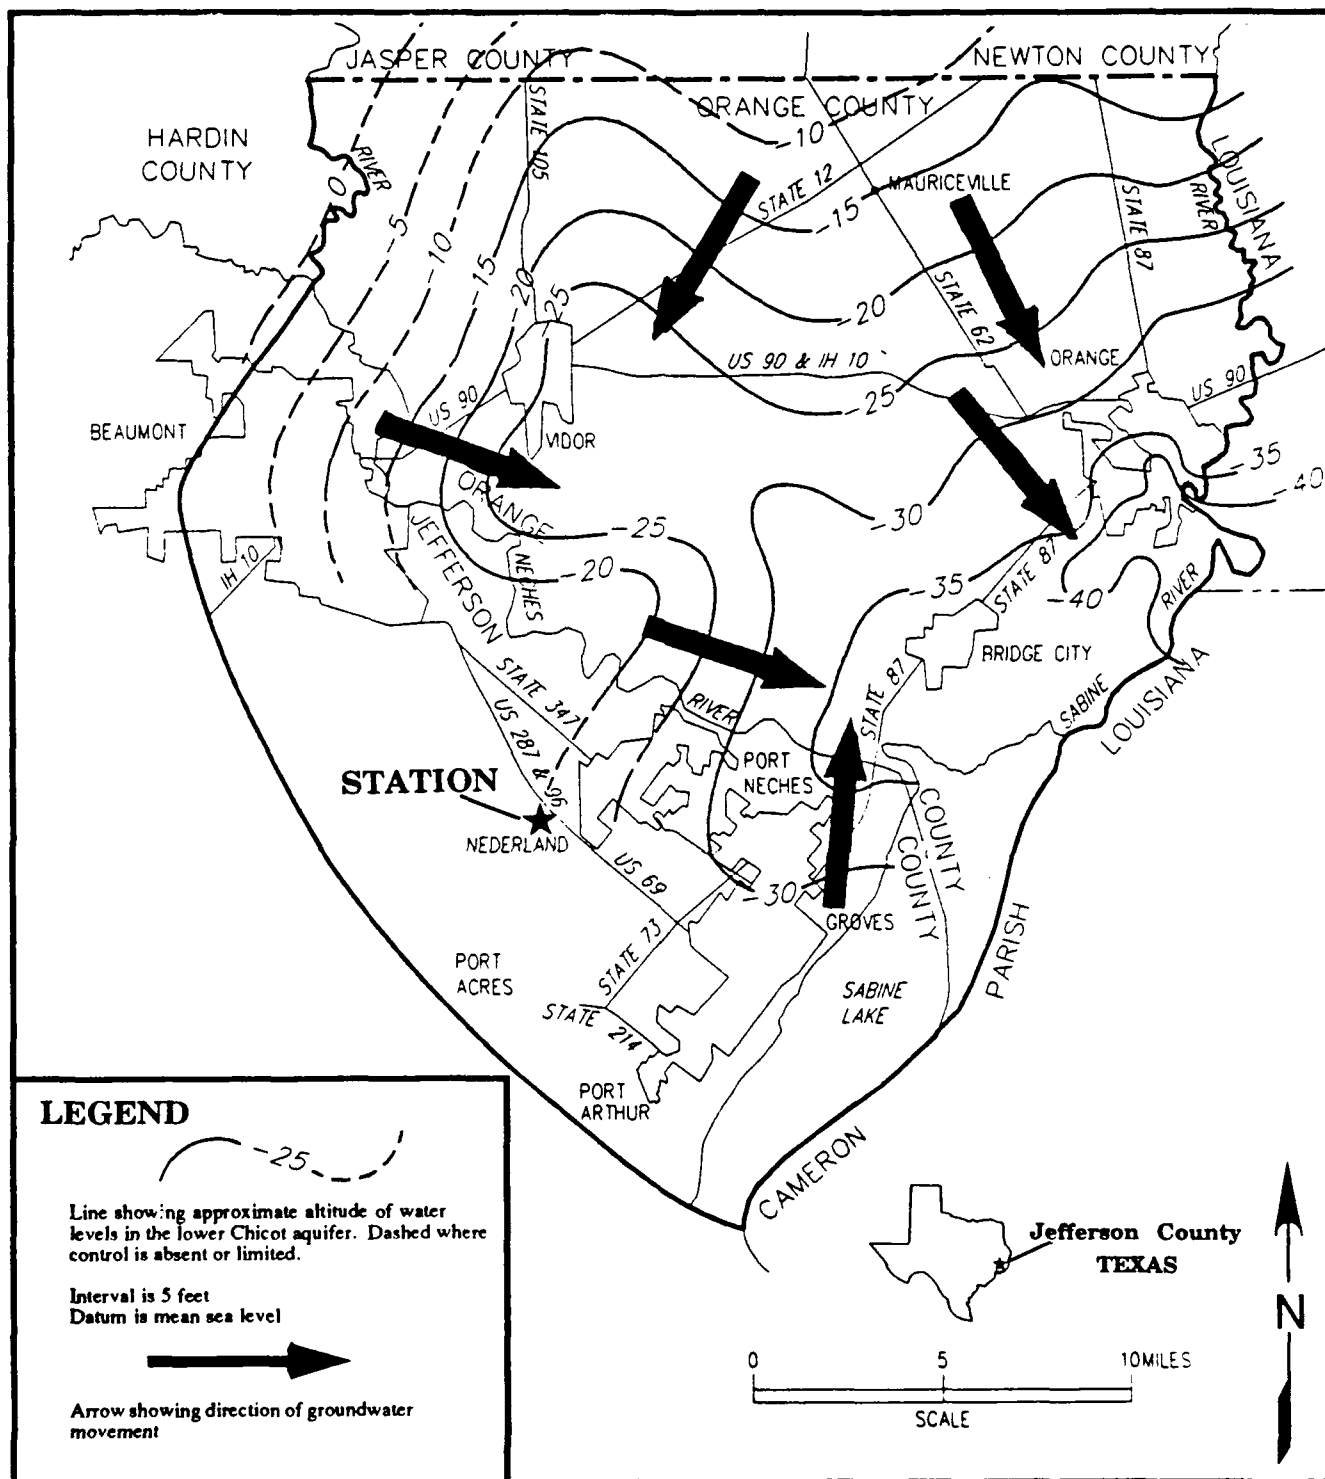 JASPER COUNTY
NEWTON COUNTY
ORANGE COUNTY
HARDIN
COUNTY
RIVER
STATE 105
-10
STATE 12
MAURICEVILLE
LOUISIANA
RIVER
STATE 87
0
-5
-10
-15
-20
-25
-15
-20
STATE 62
US 90 & IH 10
ORANGE
US 90
-25
BEAUMONT
US 90
VIDOR
-35
-40
-30
ORANGE
JEFFERSON
NECHES
-25
-20
IH 10
-35
STATE 87
-40
RIVER
BRIDGE CITY
SABINE
LOUISIANA
STATE 87
STATE 347
US 287 & 96
RIVER
PORT
NECHES
STATION
NEDERLAND
US 69
COUNTY
COUNTY
-30
GROVES
STATE 73
PORT
ACRES
STATE 214
SABINE
LAKE
PARISH
PORT
ARTHUR
CAMERON
LEGEND
-25
Line showing approximate altitude of water
levels in the lower Chicot aquifer. Dashed where
control is absent or limited.
Interval is 5 feet
Datum is mean sea level
Arrow showing direction of groundwater
movement
Jefferson County
TEXAS
N
0 5 10 MILES
SCALE